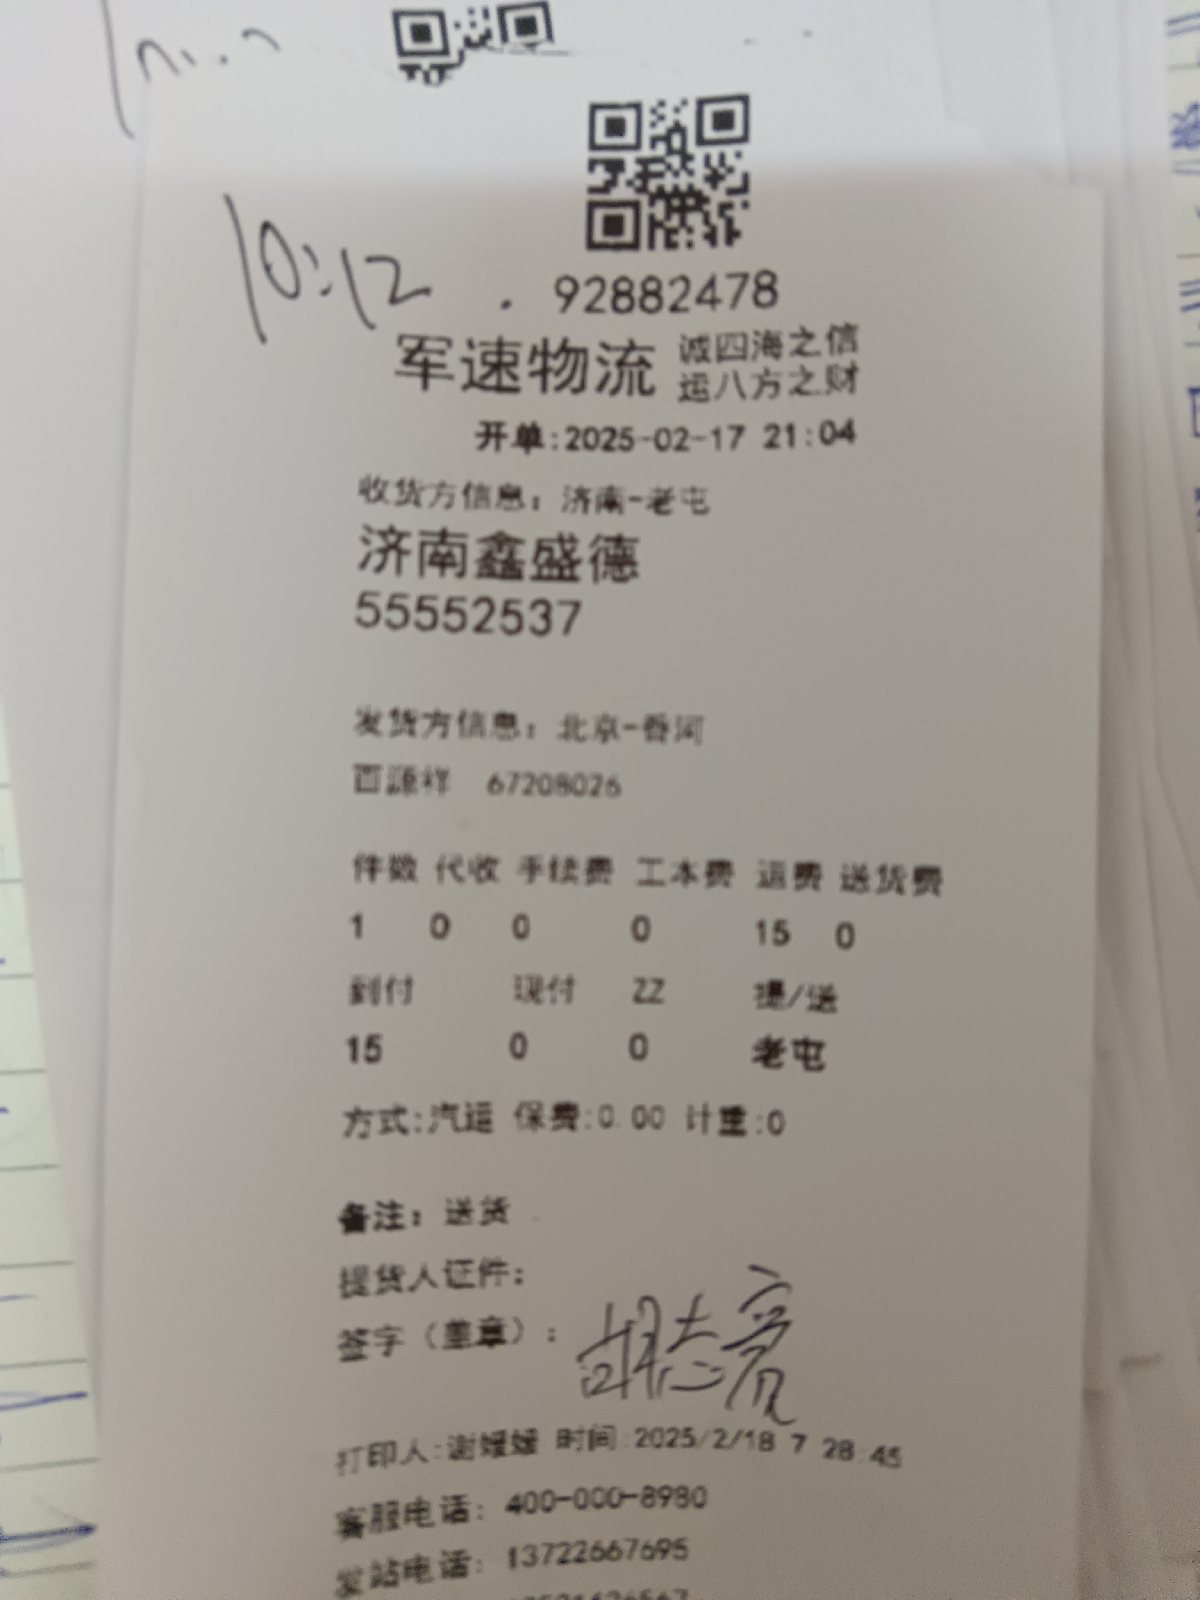 10:12
92882478
军速物流 诚四海之信
运八方之财
开单:2025-02-17 21:04
收货方信息：济南-老屯
济南鑫盛德
55552537
发货方信息：北京-香河
百源祥 67208026
件数 代收 手续费 工本费 运费 送货费
1 0 0 0 15 0
到付 现付 ZZ 提/送
15 0 0 老屯
方式:汽运 保费:0.00 计重:0
备注：送货
提货人证件：
签字（盖章）：胡志亮
打印人:谢媛媛 时间:2025/2/18 7:28:45
客服电话：400-000-8980
发站电话：13722667695